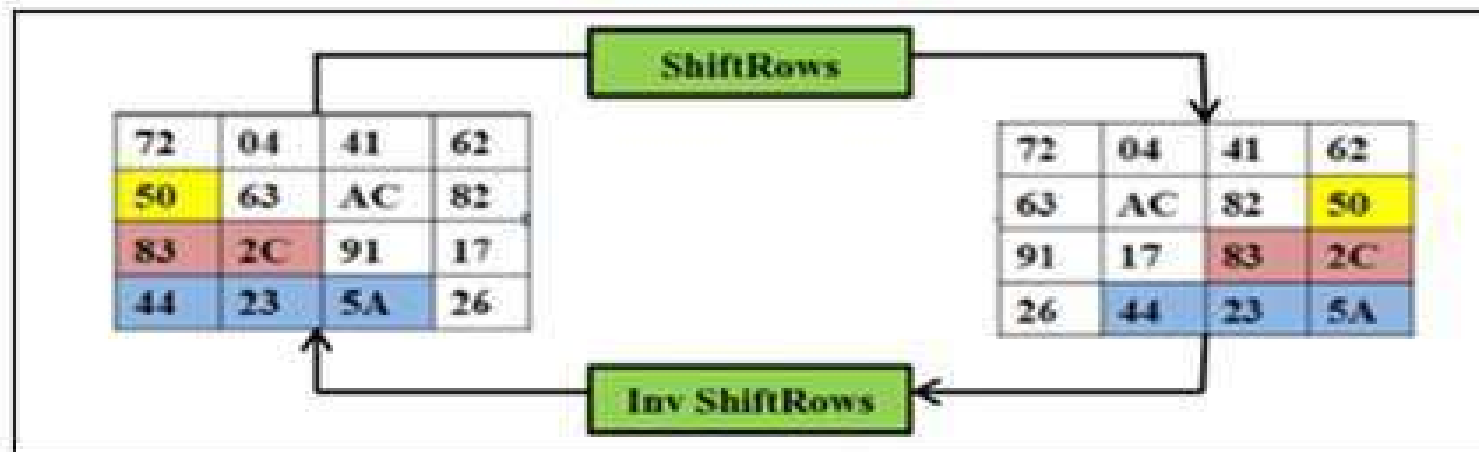 ShiftRows
72 04 41 62
50 63 AC 82
83 2C 91 17
44 23 5A 26
72 04 41 62
63 AC 82 50
91 17 83 2C
26 44 23 5A
Inv ShiftRows